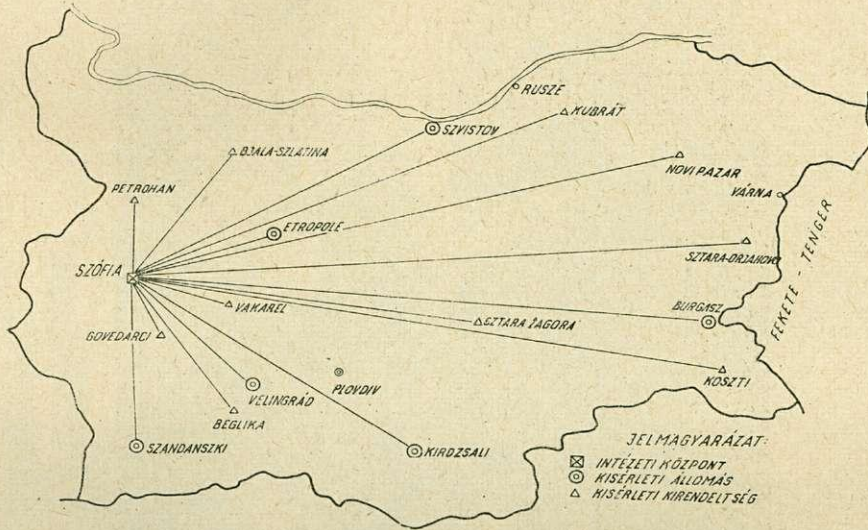 RUSZE
KUBRÁT
SZVISTOV
BJALA-SZLATINA
NOVI PAZAR
PETROHAN
VÁRNA
ETROPOLE
SZTARA-ORJAHOVO
SZÓFIA
FEKETE - TENGER
VAKAREL
BURGASZ
SZTARA ZAGORA
GOVEDARCI
KOSZTI
PLOVDIV
VELINGRÁD
BEGLIKA
SZANDANSZKI
KIRDZSALI
JELMAGYARÁZAT:
INTÉZETI KÖZPONT
KISÉRLETI ÁLLOMÁS
KISÉRLETI KIRENDELTSÉG